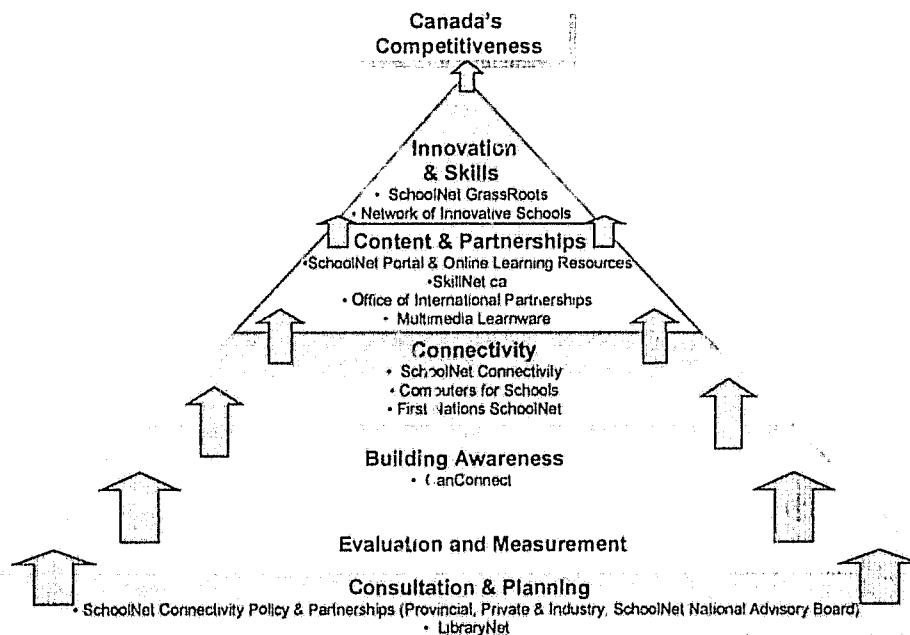 Canada's
Competitiveness
Innovation
& Skills
• SchoolNet GrassRoots
• Network of Innovative Schools
Content & Partnerships
•SchoolNet Portal & Online Learning Resources
•SkillNet ca
• Office of International Partnerships
• Multimedia Learnware
Connectivity
• SchoolNet Connectivity
• Computers for Schools
• First Nations SchoolNet
Building Awareness
• CanConnect
Evaluation and Measurement
Consultation & Planning
• SchoolNet Connectivity Policy & Partnerships (Provincial, Private & Industry, SchoolNet National Advisory Board)
• LibraryNet